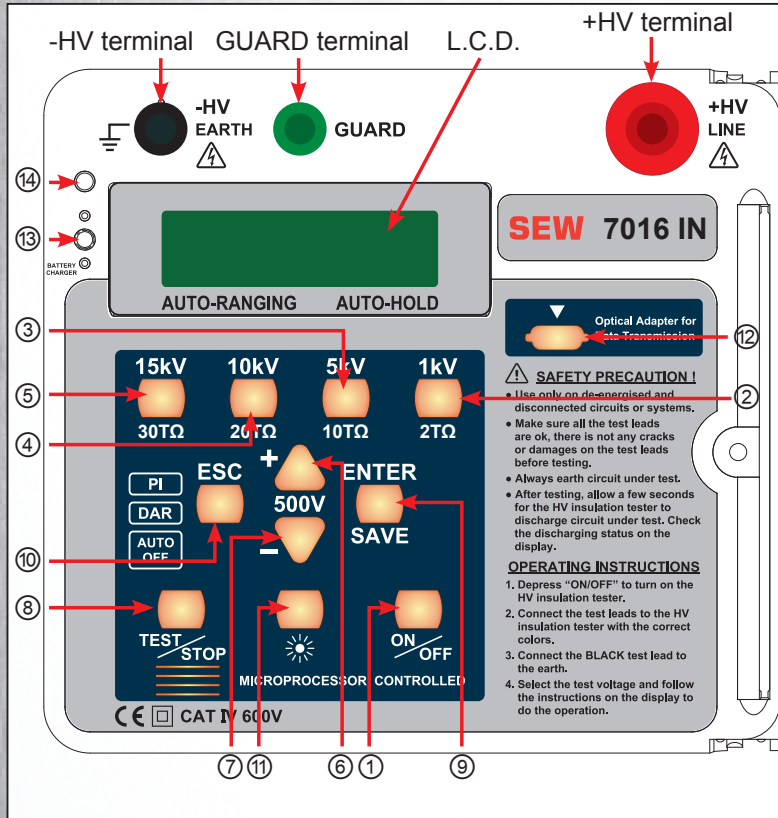 -HV terminal GUARD terminal L.C.D. +HV terminal
-HV
EARTH
GUARD
+HV
LINE
⑭
⑬
BATTERY
CHARGER
SEW 7016 IN
AUTO-RANGING AUTO-HOLD
Optical Adapter for
Data Transmission
⑫
③
15kV 10kV 5kV 1kV
⑤
②
④
30TΩ 20TΩ 10TΩ 2TΩ
+
ESC ENTER
500V
SAVE
−
PI
DAR
AUTO
OFF
⑩
⑧
TEST
STOP
ON
OFF
MICROPROCESSOR CONTROLLED
CAT IV 600V
CE
⑦ ⑪ ⑥ ① ⑨
SAFETY PRECAUTION !
• Use only on de-energised and
disconnected circuits or systems.
• Make sure all the test leads
are ok, there is not any cracks
or damages on the test leads
before testing.
• Always earth circuit under test.
• After testing, allow a few seconds
for the HV insulation tester to
discharge circuit under test. Check
the discharging status on the
display.
OPERATING INSTRUCTIONS
1. Depress “ON/OFF” to turn on the
HV insulation tester.
2. Connect the test leads to the HV
insulation tester with the correct
colors.
3. Connect the BLACK test lead to
the earth.
4. Select the test voltage and follow
the instructions on the display to
do the operation.